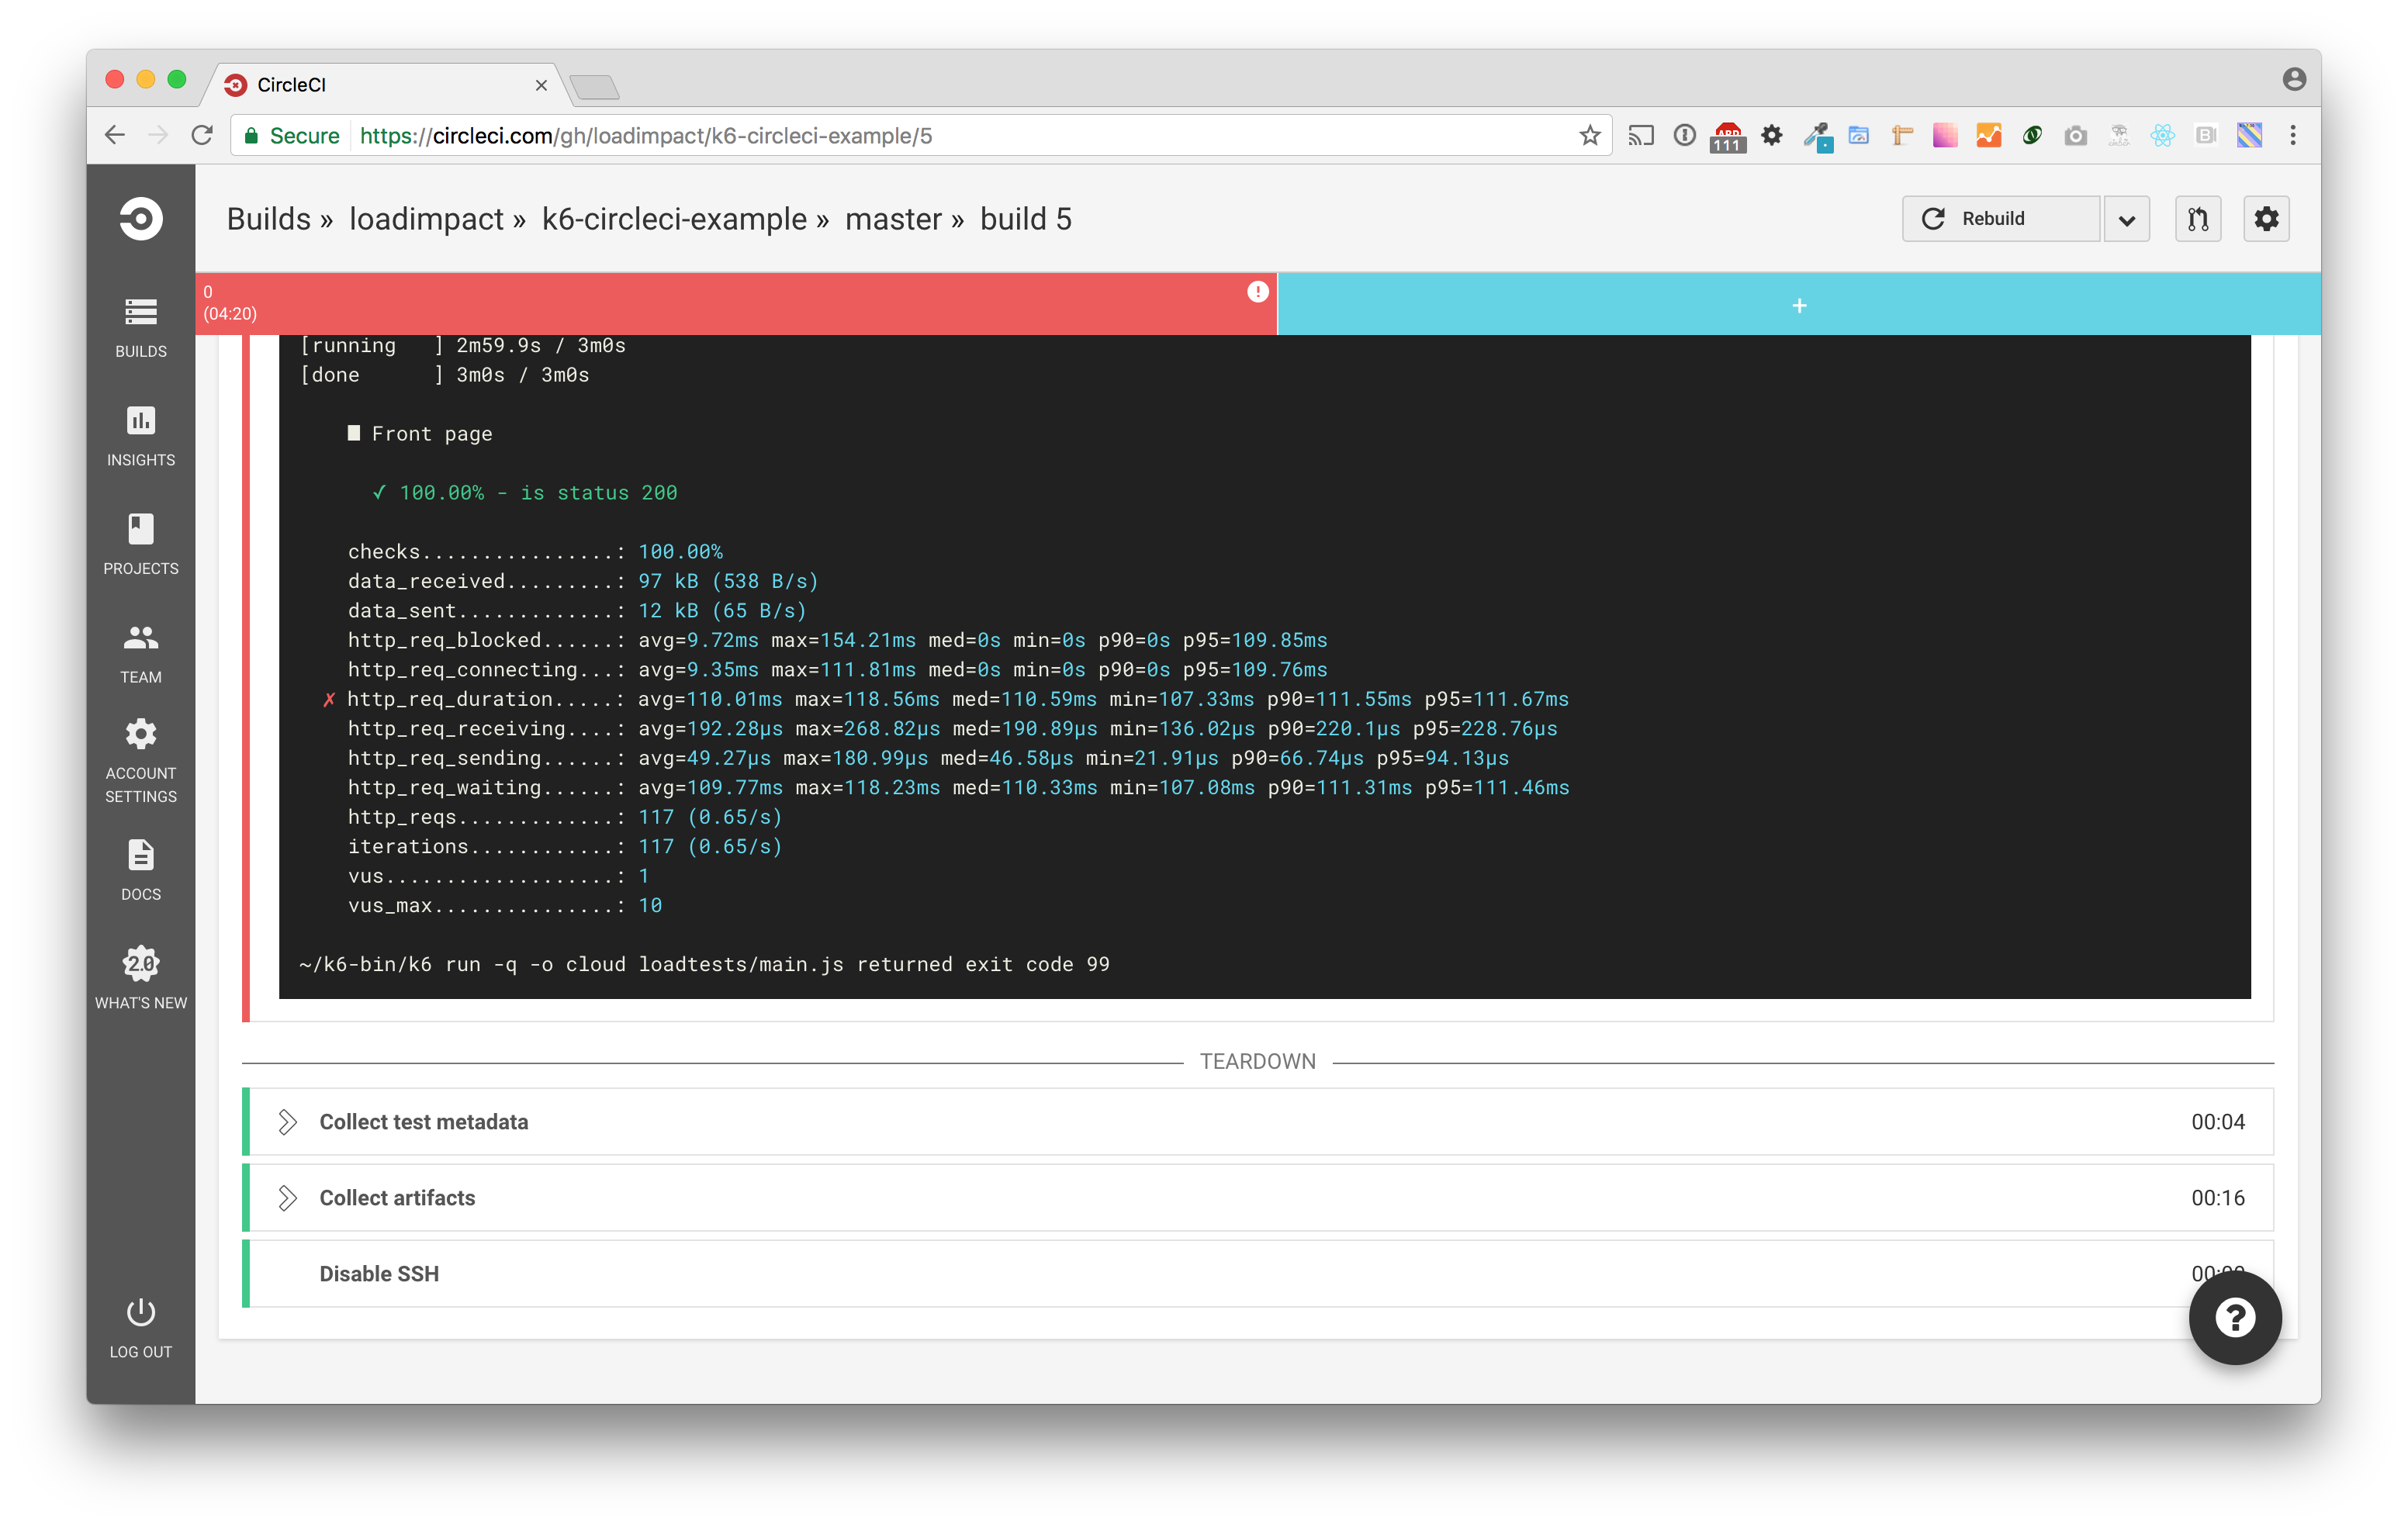 CircleCI
Secure https://circleci.com/gh/loadimpact/k6-circleci-example/5
ABP
111
B
Builds » loadimpact » k6-circleci-example » master » build 5
Rebuild
0
(04:20)
+
BUILDS
INSIGHTS
PROJECTS
TEAM
ACCOUNT
SETTINGS
DOCS
2.0
WHAT'S NEW
LOG OUT
[running   ] 2m59.9s / 3m0s
[done      ] 3m0s / 3m0s
█ Front page
✓ 100.00% - is status 200
checks................: 100.00%
data_received.........: 97 kB (538 B/s)
data_sent.............: 12 kB (65 B/s)
http_req_blocked......: avg=9.72ms max=154.21ms med=0s min=0s p90=0s p95=109.85ms
http_req_connecting...: avg=9.35ms max=111.81ms med=0s min=0s p90=0s p95=109.76ms
✗ http_req_duration.....: avg=110.01ms max=118.56ms med=110.59ms min=107.33ms p90=111.55ms p95=111.67ms
http_req_receiving....: avg=192.28µs max=268.82µs med=190.89µs min=136.02µs p90=220.1µs p95=228.76µs
http_req_sending......: avg=49.27µs max=180.99µs med=46.58µs min=21.91µs p90=66.74µs p95=94.13µs
http_req_waiting......: avg=109.77ms max=118.23ms med=110.33ms min=107.08ms p90=111.31ms p95=111.46ms
http_reqs.............: 117 (0.65/s)
iterations............: 117 (0.65/s)
vus...................: 1
vus_max...............: 10
~/k6-bin/k6 run -q -o cloud loadtests/main.js returned exit code 99
TEARDOWN
Collect test metadata 00:04
Collect artifacts 00:16
Disable SSH
?